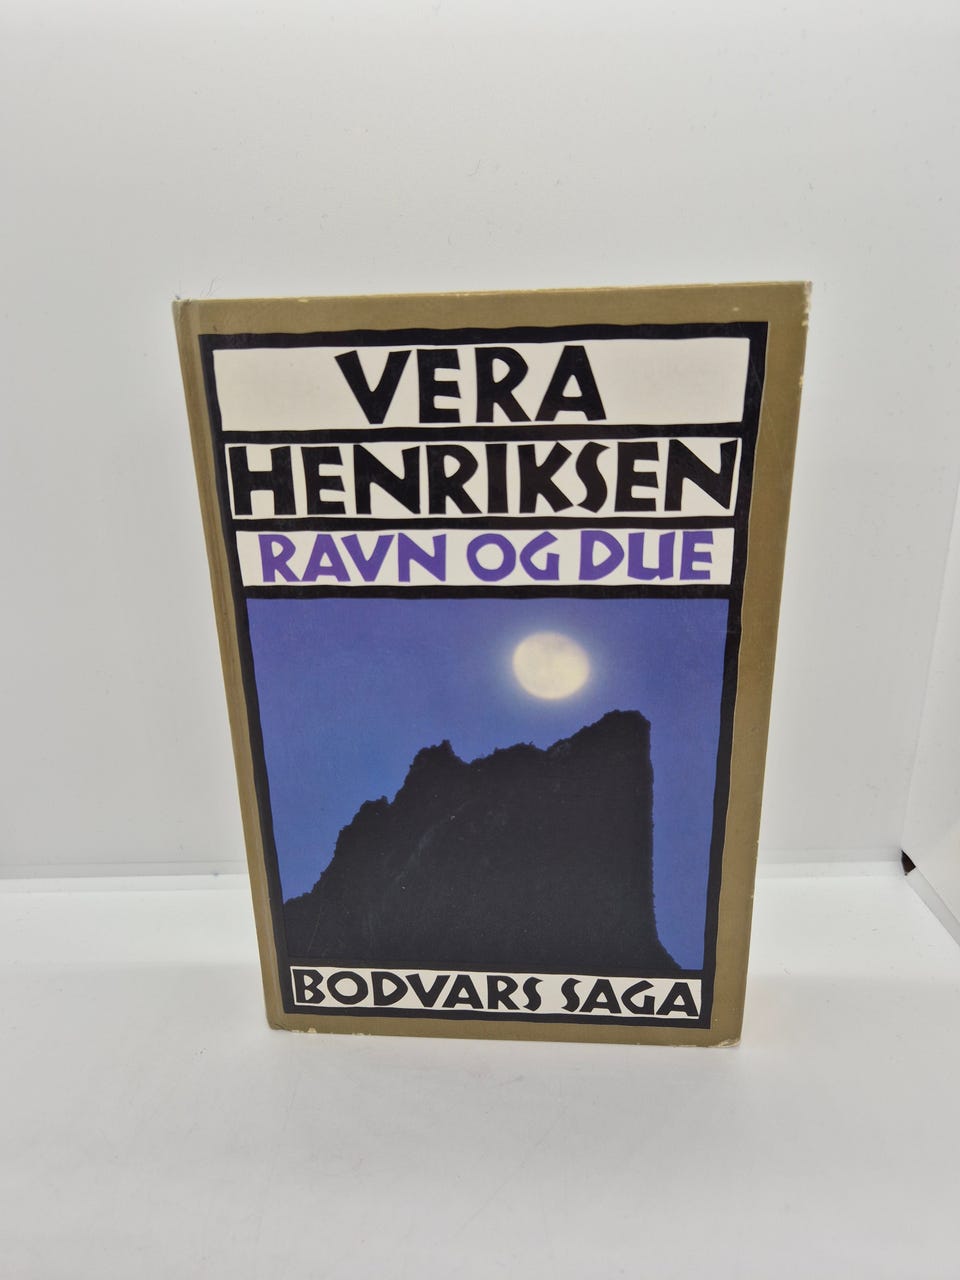 VERA
HENRIKSEN
RAVN OG DUE
BODVARS SAGA